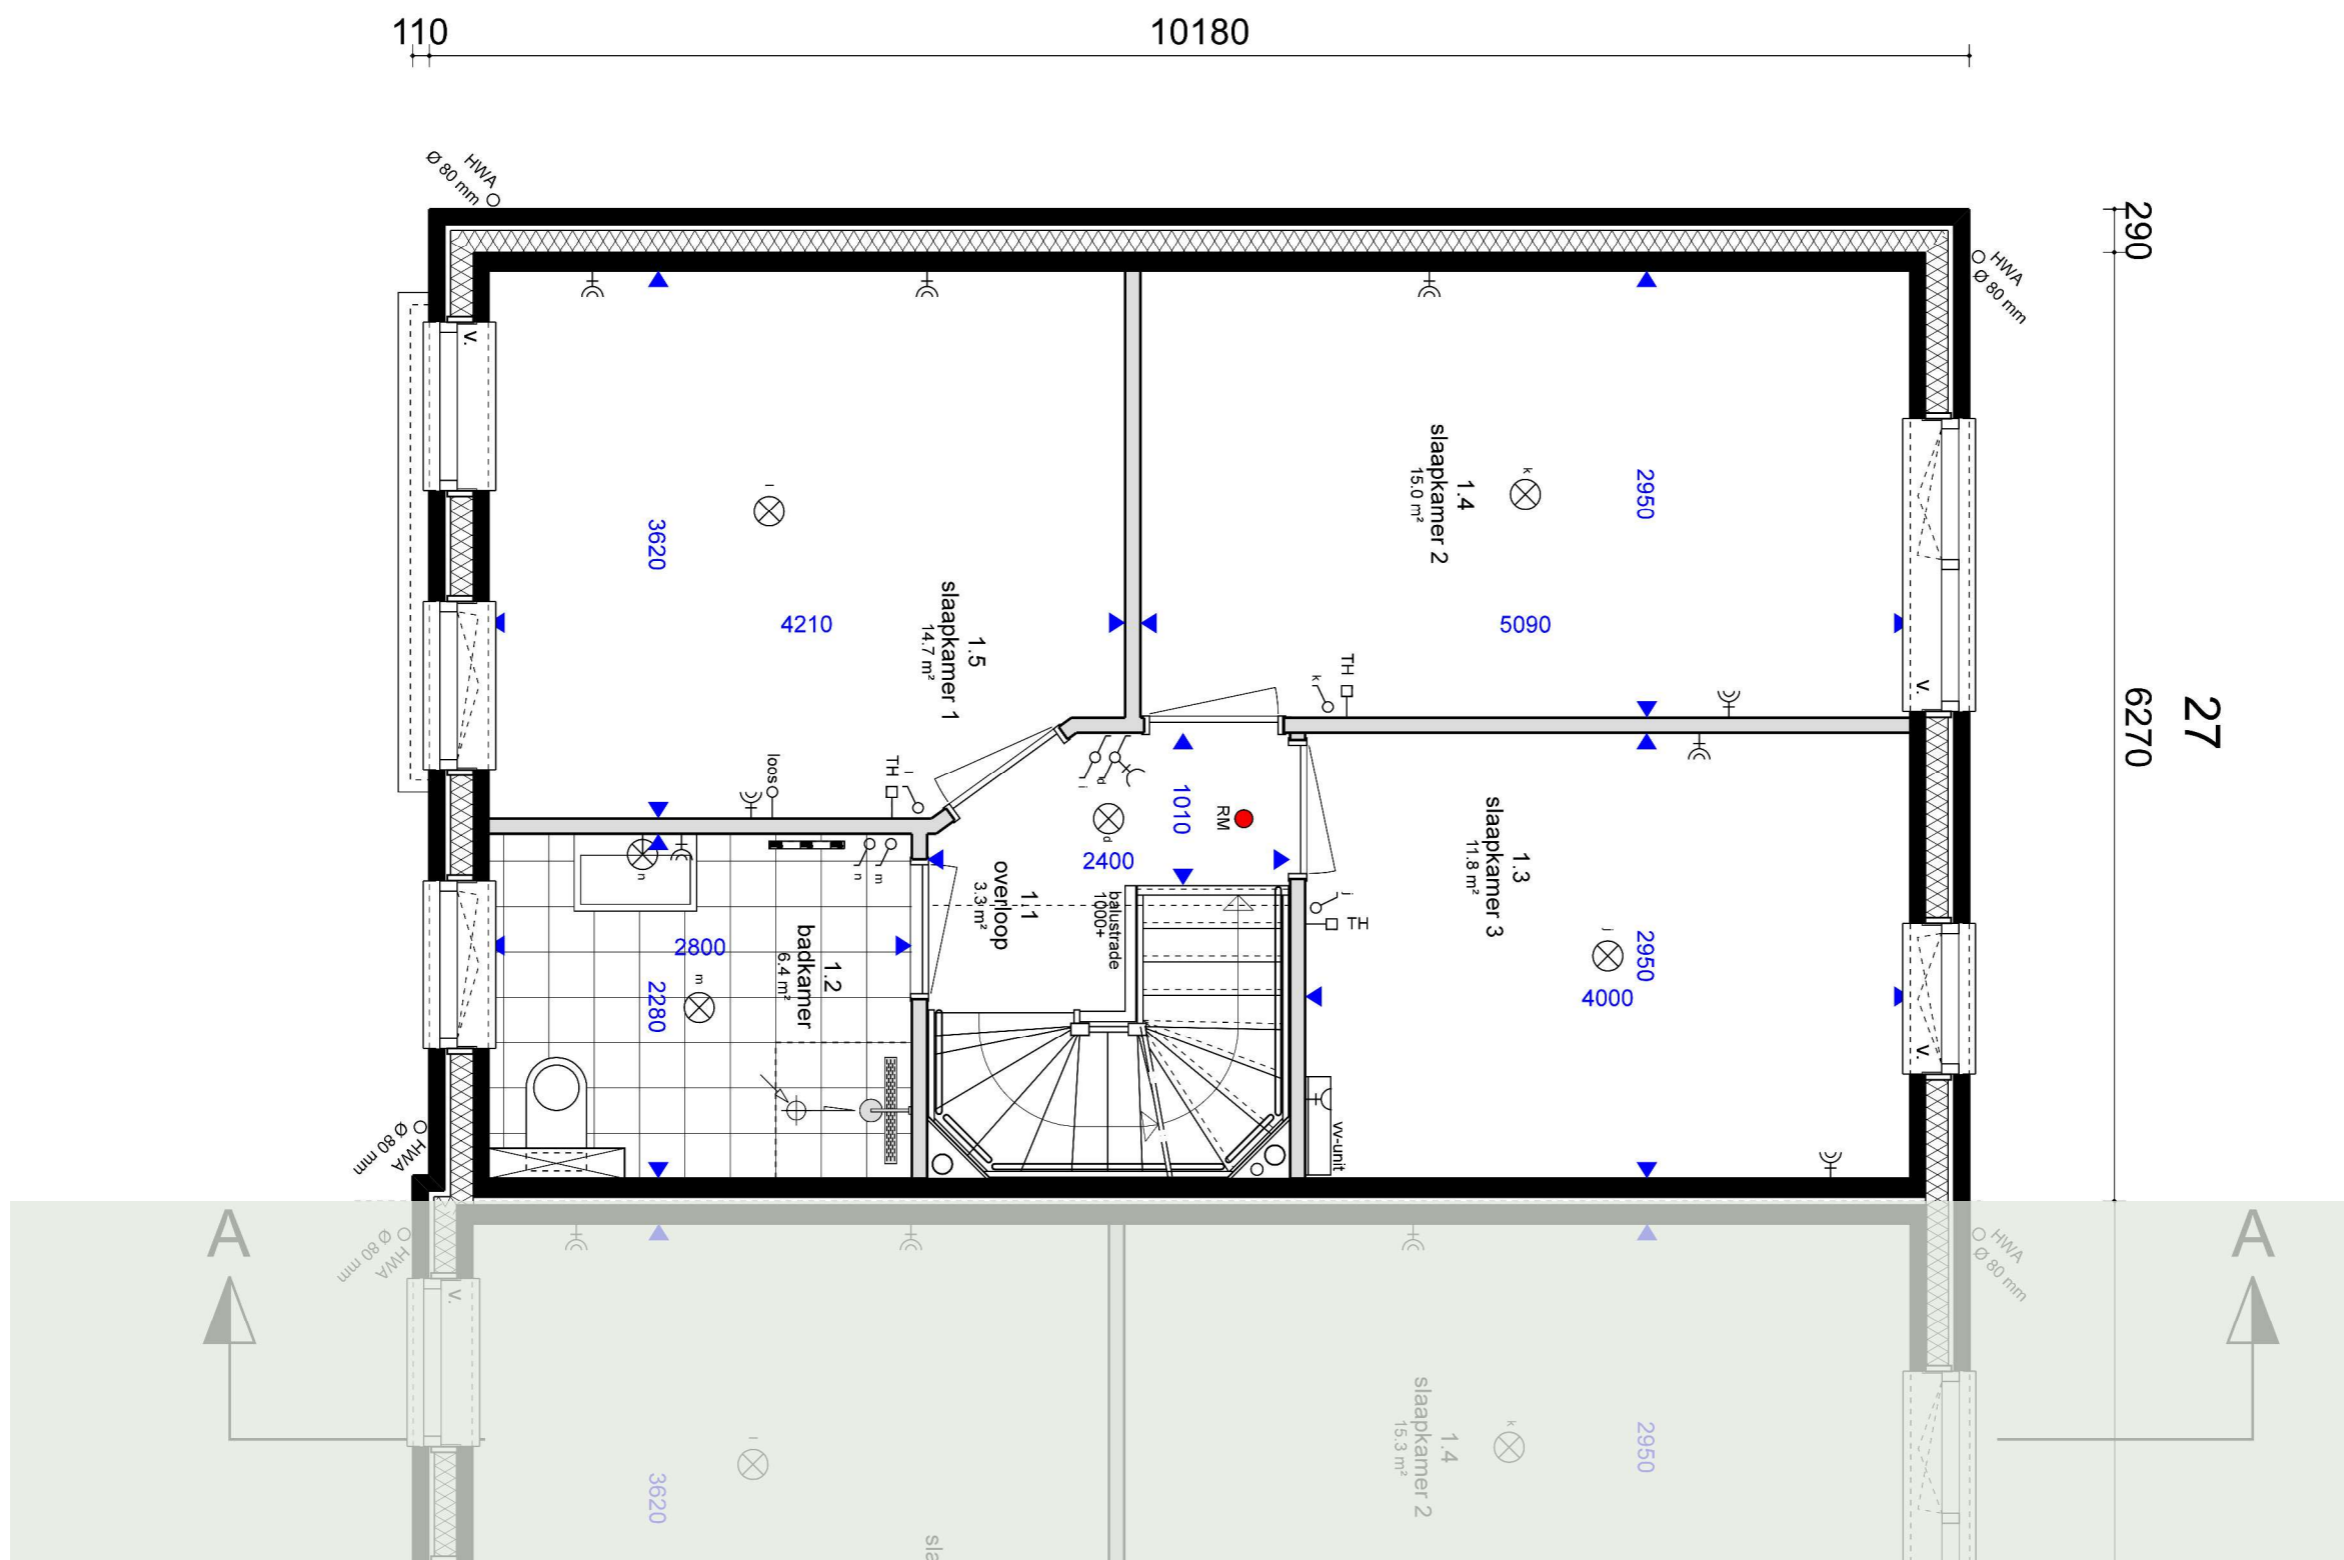 110
10180
HWA
Ø 80 mm
290
HWA
Ø 80 mm
V.
1.4
slaapkamer 2
15.0 m²
k
2950
l
3620
4210
5090
1.5
slaapkamer 1
14.7 m²
TH
k
V.
27
6270
loos
TH
l
j
d
1010
RM
d
2400
1.3
slaapkamer 3
11.8 m²
n
n
m
1.1
overloop
3.3 m²
balustrade
1000+
j
TH
2800
1.2
badkamer
6.4 m²
m
2280
j
2950
4000
V.
HWA
Ø 80 mm
vv-unit
A
HWA
Ø 80 mm
HWA
Ø 80 mm
A
V.
1.4
slaapkamer 2
15.3 m²
k
2950
l
3620
sla